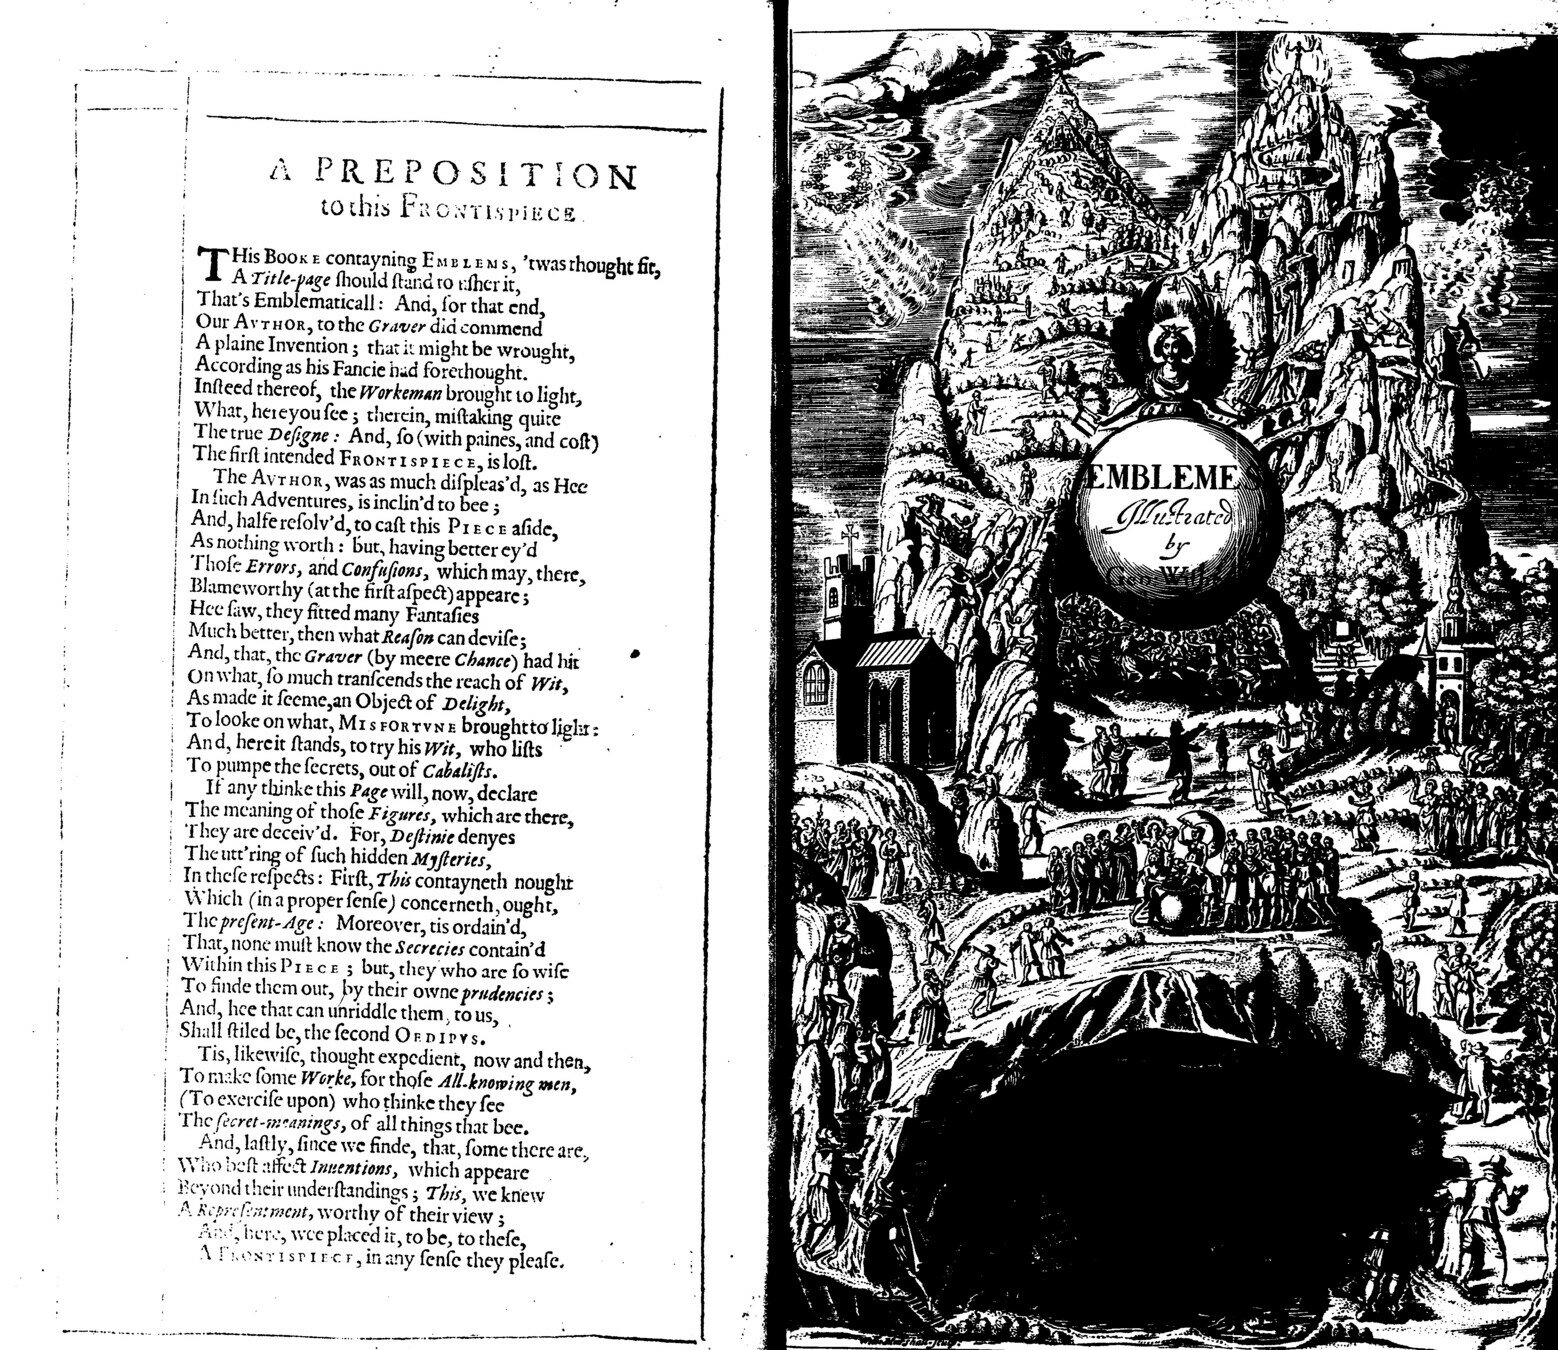 A PREPOSITION
to this FRONTISPIECE.
THis BOOKE contayning EMBLEMS, 'twas thought fit,
A Title-page ſhould ſtand to uſher it,
That's Emblematicall: And, for that end,
Our AVTHOR, to the Graver did commend
A plaine Invention; that it might be wrought,
According as his Fancie had forethought.
Inſteed thereof, the Workeman brought to light,
What, here you ſee; therein, miſtaking quite
The true Deſigne: And, ſo (with paines, and coſt)
The firſt intended FRONTISPIECE, is loſt.
The AVTHOR, was as much diſpleas'd, as Hee
In ſuch Adventures, is inclin'd to bee;
And, halfe reſolv'd, to caſt this PIECE aſide,
As nothing worth: but, having better ey'd
Thoſe Errors, and Confuſions, which may, there,
Blameworthy (at the firſt aſpect) appeare;
Hee ſaw, they fitted many Fantaſies
Much better, then what Reaſon can deviſe;
And, that, the Graver (by meere Chance) had hit
On what, ſo much tranſcends the reach of Wit,
As made it ſeeme, an Object of Delight,
To looke on what, MISFORTVNE brought to light:
And, here it ſtands, to try his Wit, who liſts
To pumpe the ſecrets, out of Cabaliſts.
If any thinke this Page will, now, declare
The meaning of thoſe Figures, which are there,
They are deceiv'd. For, Deſtinie denyes
The utt'ring of ſuch hidden Myſteries,
In theſe reſpects: Firſt, This contayneth nought
Which (in a proper ſenſe) concerneth, ought,
The preſent-Age: Moreover, tis ordain'd,
That, none muſt know the Secrecies contain'd
Within this PIECE; but, they who are ſo wiſe
To finde them out, by their owne prudencies;
And, hee that can unriddle them, to us,
Shall ſtiled be, the ſecond OEDIPVS.
Tis, likewiſe, thought expedient, now and then,
To make ſome Worke, for thoſe All-knowing men,
(To exerciſe upon) who thinke they ſee
The ſecret-meanings, of all things that bee.
And, laſtly, ſince we finde, that, ſome there are,
Who beſt affect Inuentions, which appeare
Beyond their underſtandings; This, we knew
A Repreſentment, worthy of their view;
And, here, wee placed it, to be, to theſe,
A FRONTISPIECE, in any ſenſe they pleaſe.
EMBLEMES
Illuſtrated
by
Geo: With